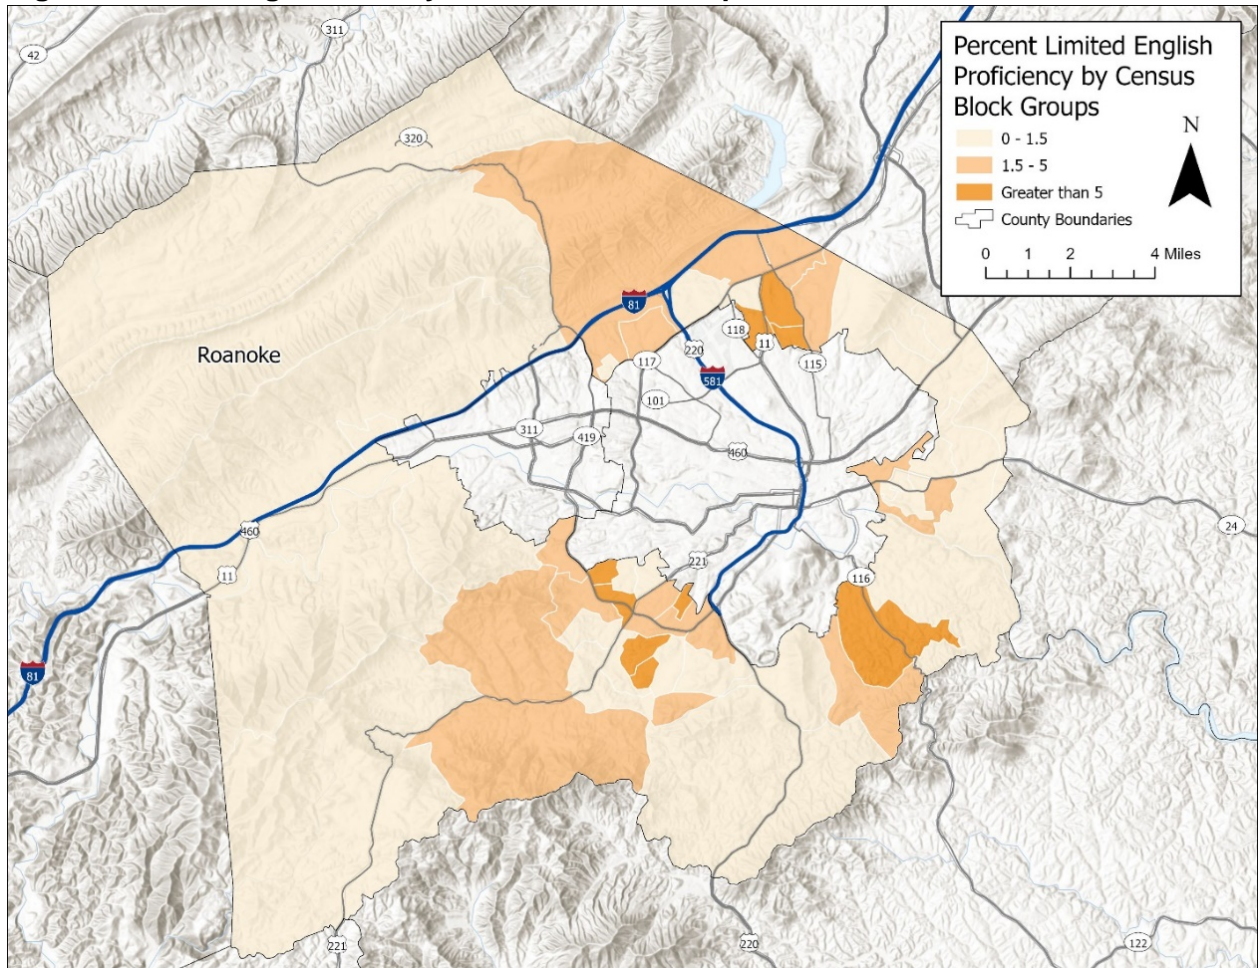 Percent Limited English
Proficiency by Census
Block Groups
N
0 - 1.5
1.5 - 5
Greater than 5
County Boundaries
0 1 2 4 Miles
311
42
320
81
118
11
220
115
117
581
101
Roanoke
311
419
460
24
460
221
11
116
81
221
220
122